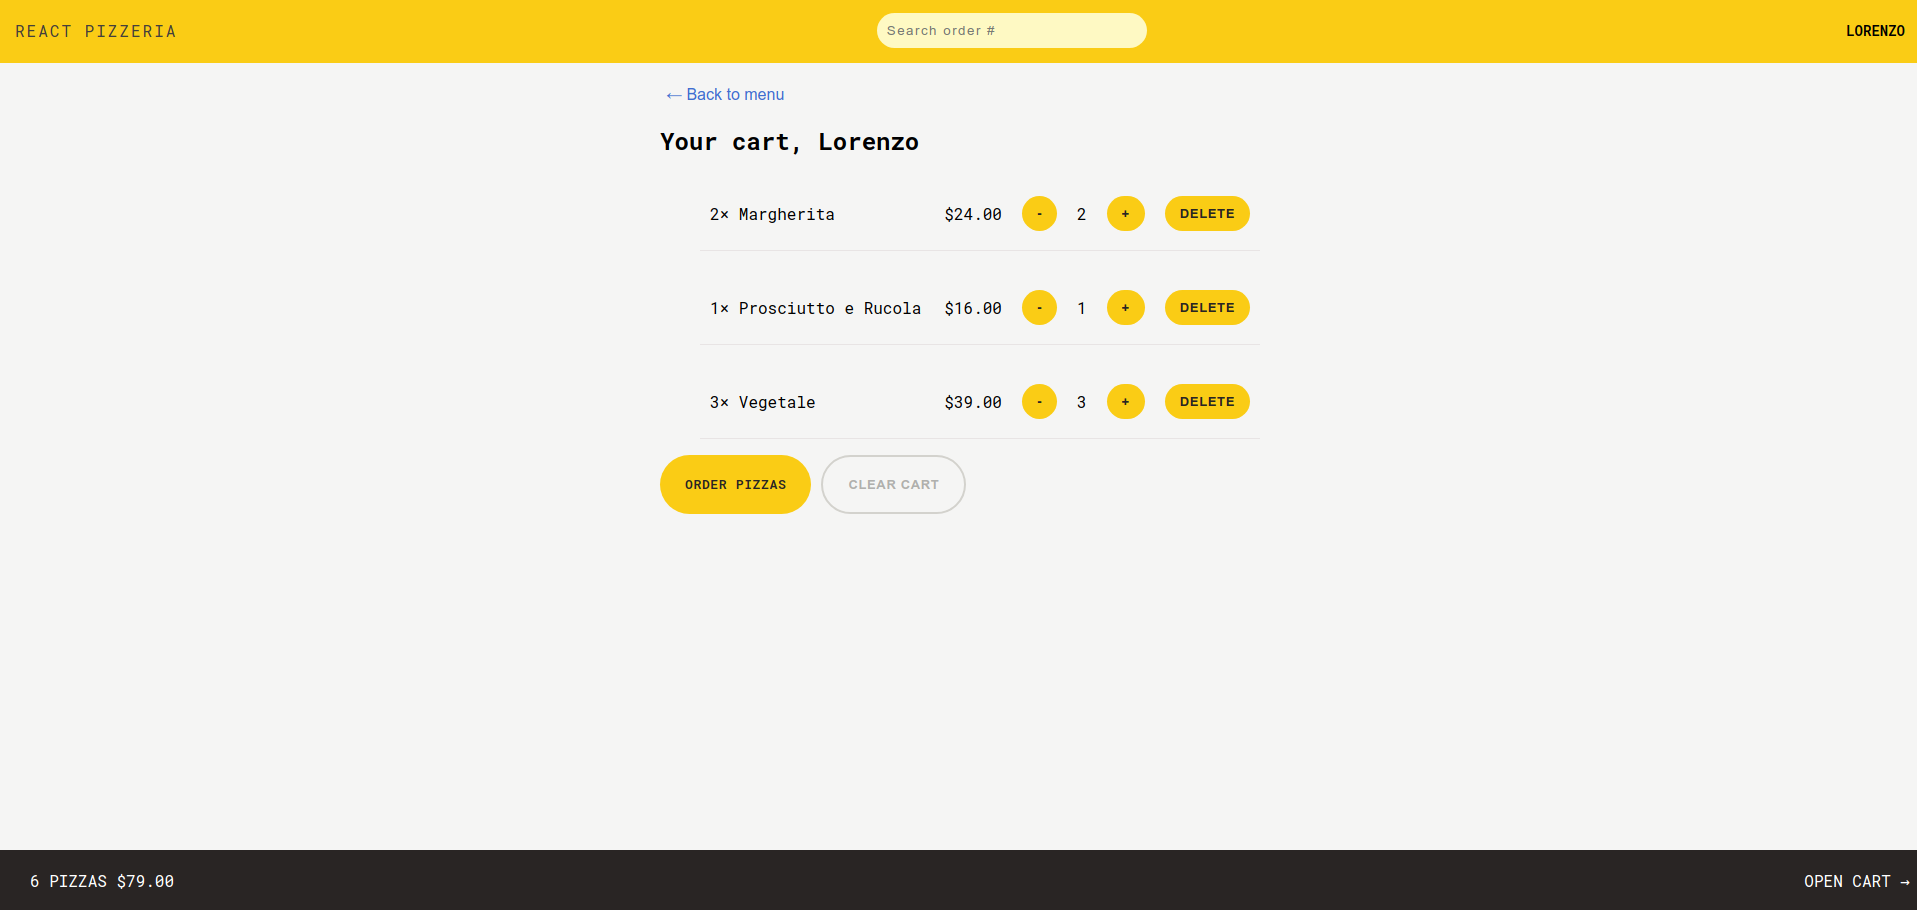 REACT PIZZERIA
Search order #
LORENZO
← Back to menu
Your cart, Lorenzo
2× Margherita $24.00 - 2 + DELETE
1× Prosciutto e Rucola $16.00 - 1 + DELETE
3× Vegetale $39.00 - 3 + DELETE
ORDER PIZZAS CLEAR CART
6 PIZZAS $79.00 OPEN CART →